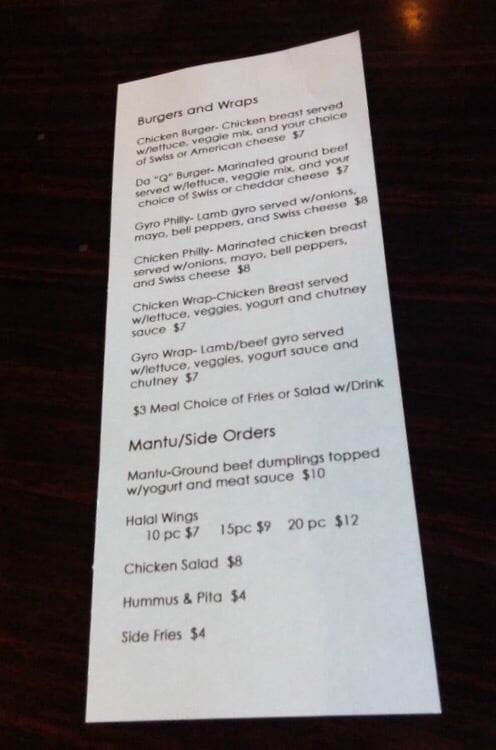 Burgers and Wraps
Chicken Burger- Chicken breast served
w/lettuce, veggie mix, and your choice
of Swiss or American cheese $7
Da "Q" Burger- Marinated ground beef
served w/lettuce, veggie mix, and your
choice of Swiss or cheddar cheese $7
Gyro Philly- Lamb gyro served w/onions,
mayo, bell peppers, and Swiss cheese $8
Chicken Philly- Marinated chicken breast
served w/onions, mayo, bell peppers,
and Swiss cheese $8
Chicken Wrap-Chicken Breast served
w/lettuce, veggies, yogurt and chutney
sauce $7
Gyro Wrap- Lamb/beef gyro served
w/lettuce, veggies, yogurt sauce and
chutney $7
$3 Meal Choice of Fries or Salad w/Drink
Mantu/Side Orders
Mantu-Ground beef dumplings topped
w/yogurt and meat sauce $10
Halal Wings
10 pc $7 15pc $9 20 pc $12
Chicken Salad $8
Hummus & Pita $4
Side Fries $4